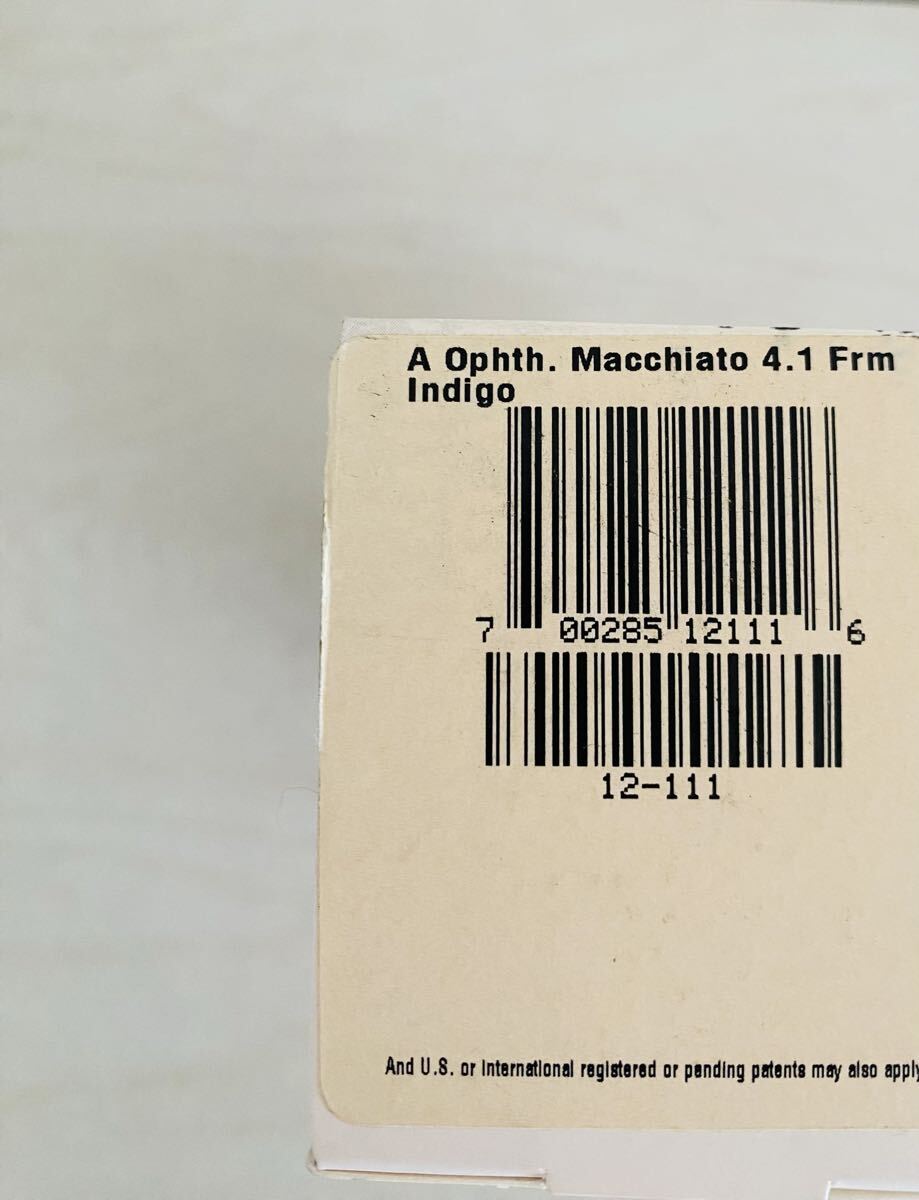 A Ophth. Macchiato 4.1 Frm
Indigo
7 00285 12111 6
12-111
And U.S. or international registered or pending patents may also apply